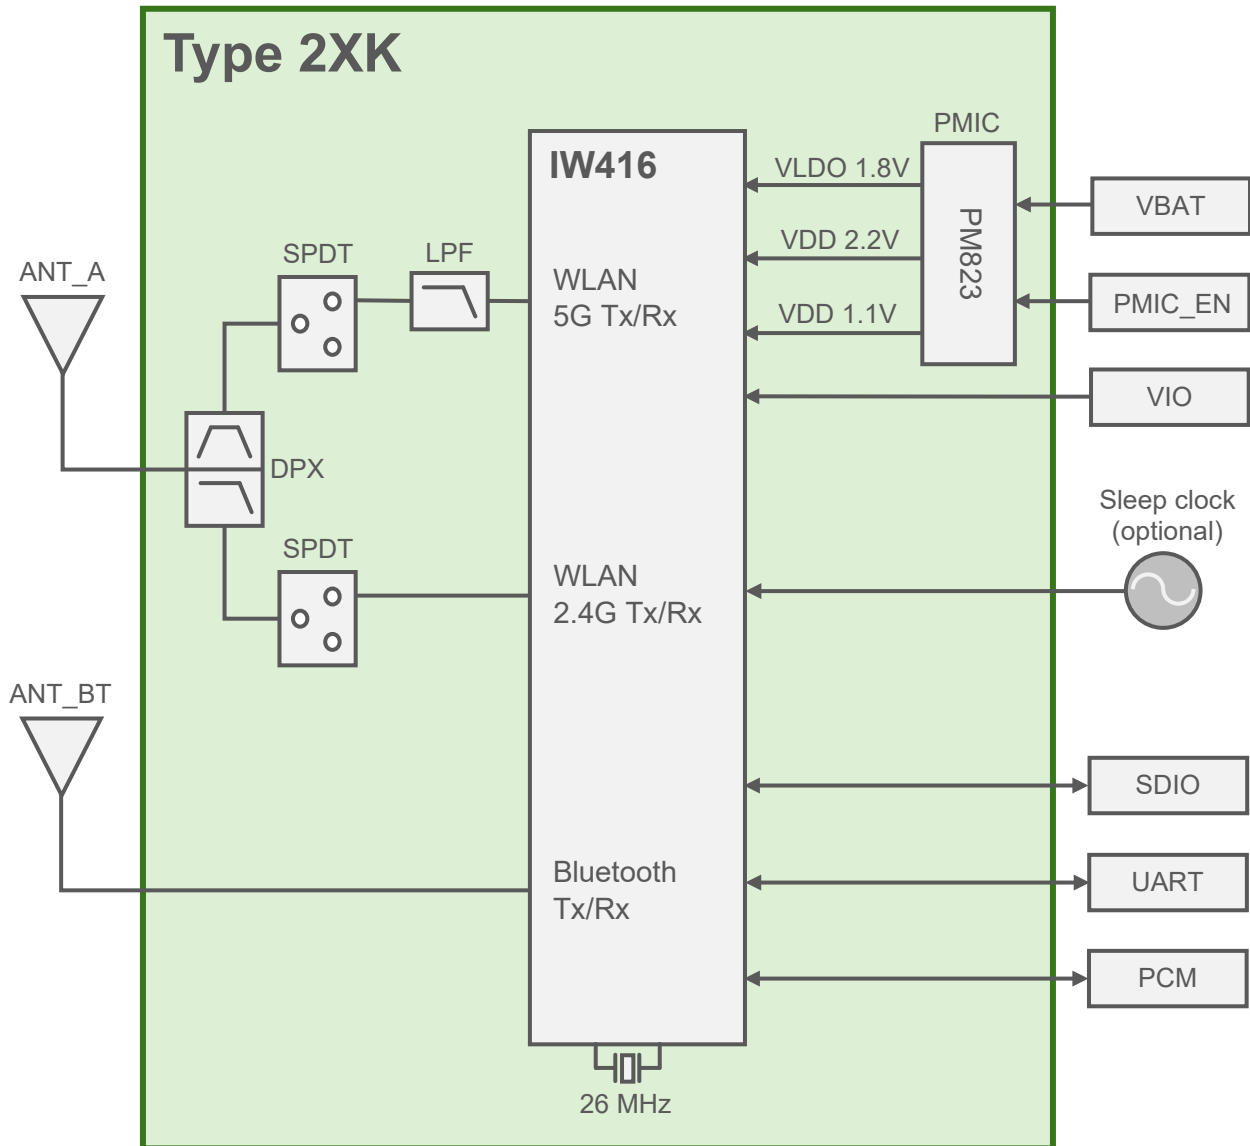 Type 2XK
PMIC
IW416
VLDO 1.8V
VBAT
PM823
VDD 2.2V
SPDT
LPF
ANT_A
WLAN
5G Tx/Rx
VDD 1.1V
PMIC_EN
VIO
DPX
Sleep clock
(optional)
SPDT
WLAN
2.4G Tx/Rx
ANT_BT
SDIO
Bluetooth
Tx/Rx
UART
PCM
26 MHz